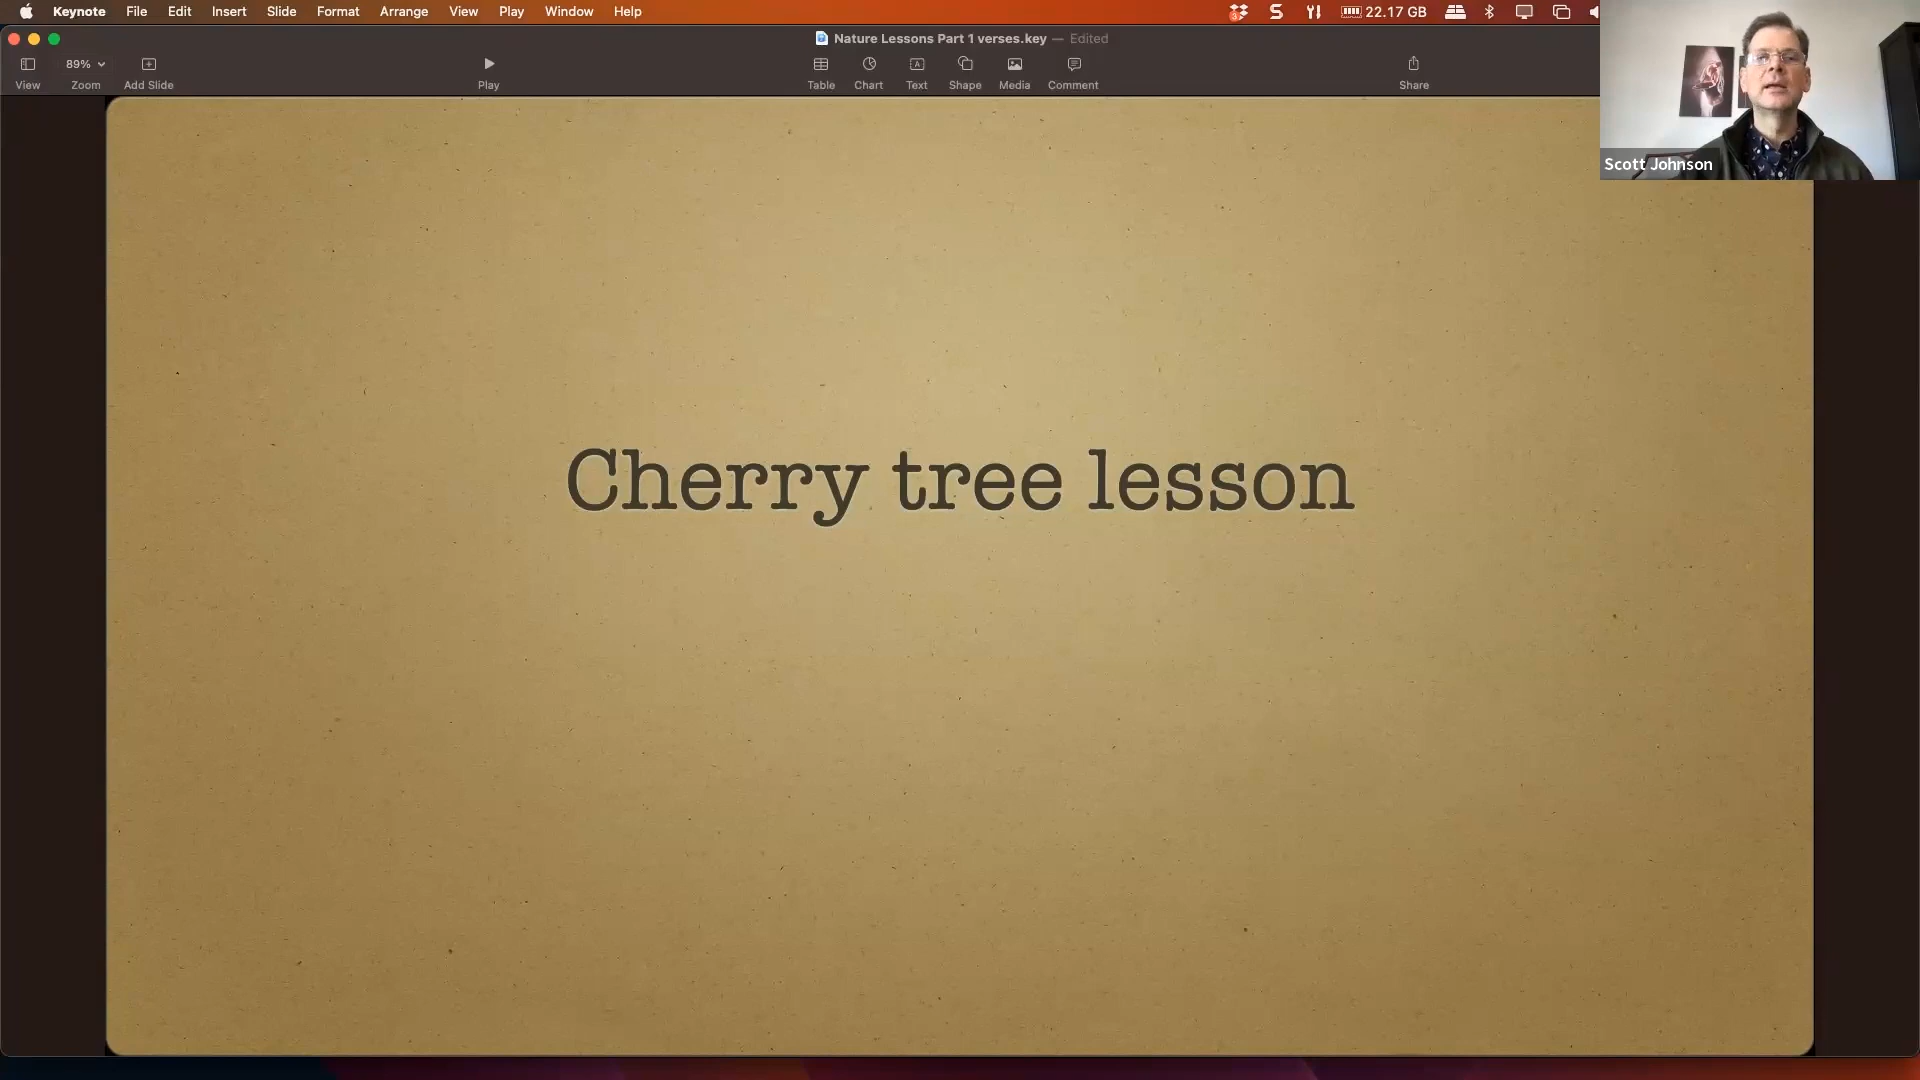 Keynote File Edit Insert Slide Format Arrange View Play Window Help 22.17 GB
Nature Lessons Part 1 verses.key — Edited
89%
View Zoom Add Slide Play Table Chart Text Shape Media Comment Share
Scott Johnson
Cherry tree lesson